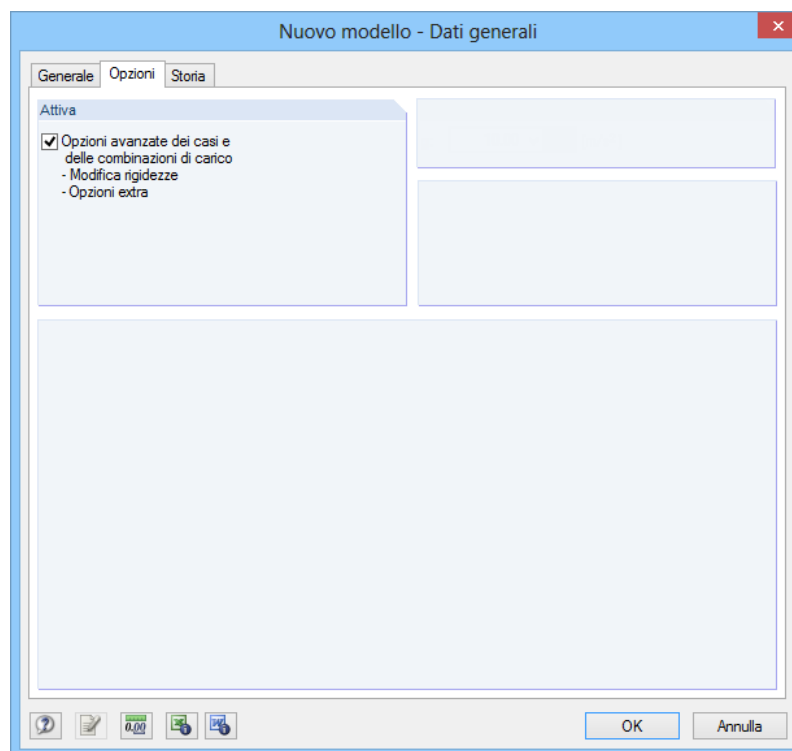 Nuovo modello - Dati generali
Generale
Opzioni
Storia
Attiva
Opzioni avanzate dei casi e
delle combinazioni di carico
- Modifica rigidezze
- Opzioni extra
0.00
OK
Annulla